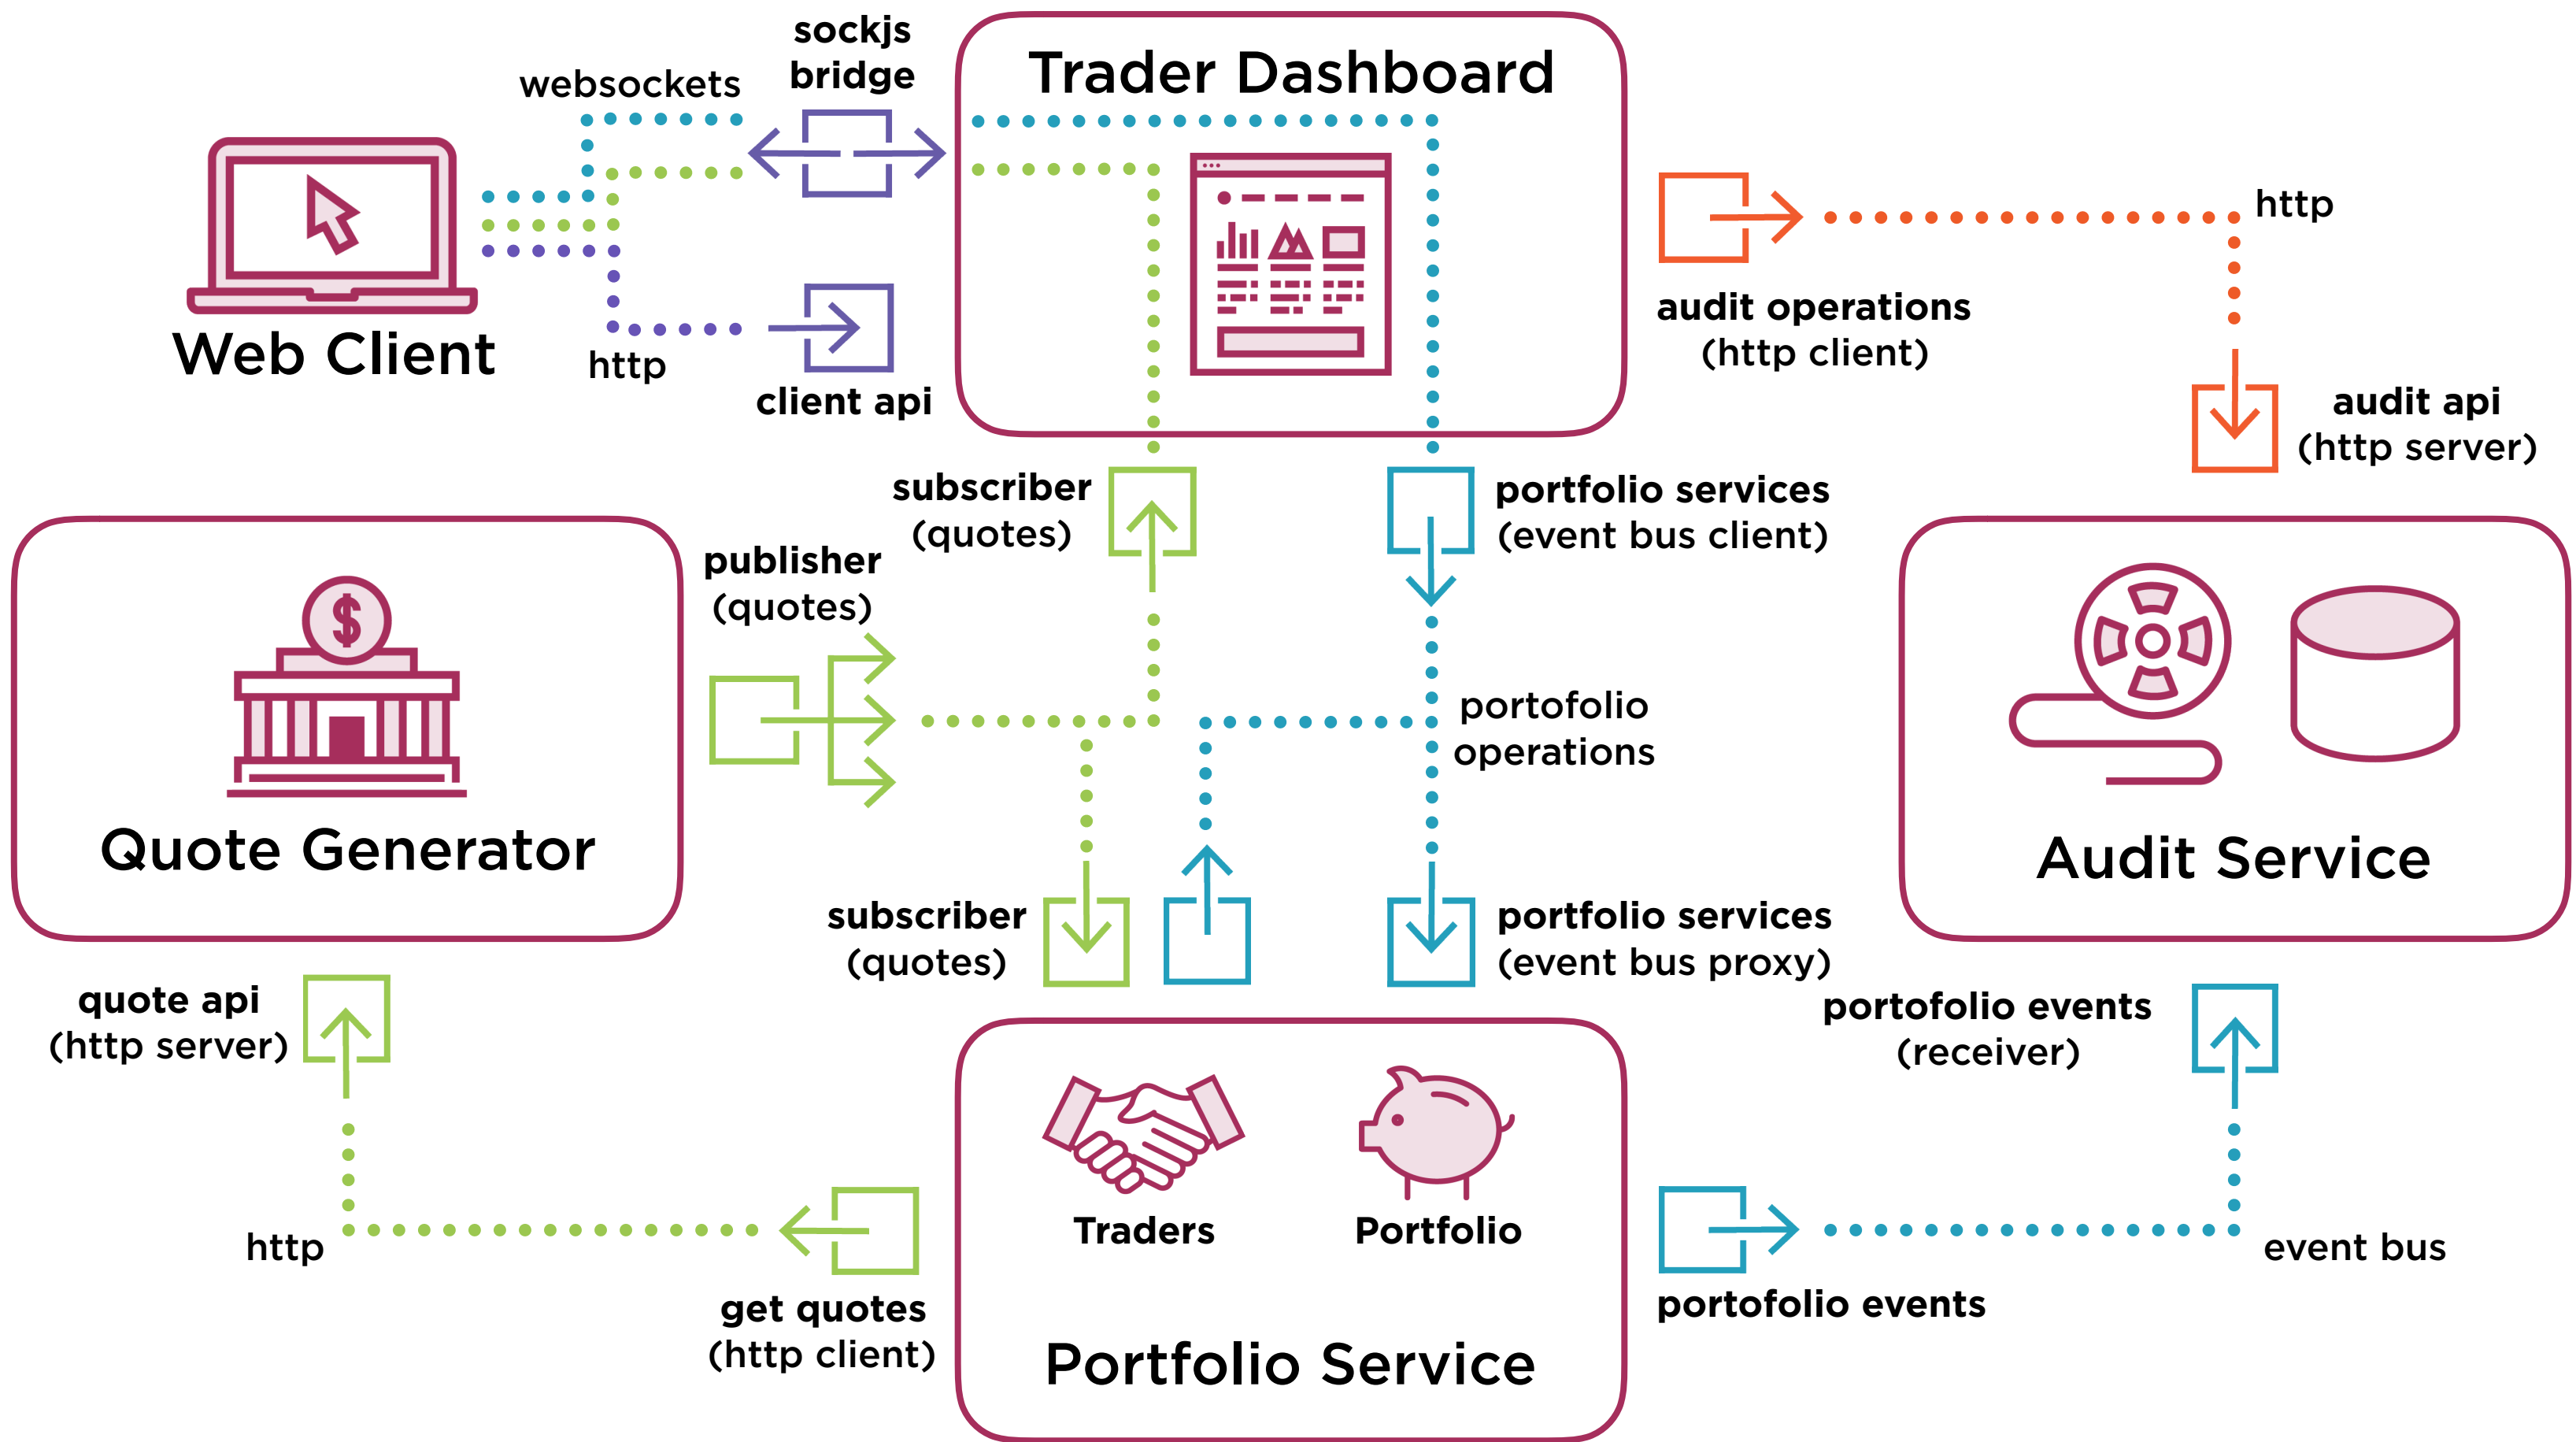 sockjs
bridge
websockets
Trader Dashboard
http
Web Client
http
client api
audit operations
(http client)
audit api
(http server)
subscriber
(quotes)
portfolio services
(event bus client)
publisher
(quotes)
$
portofolio
operations
Quote Generator
Audit Service
subscriber
(quotes)
portfolio services
(event bus proxy)
quote api
(http server)
portofolio events
(receiver)
Traders
Portfolio
http
event bus
get quotes
(http client)
portofolio events
Portfolio Service